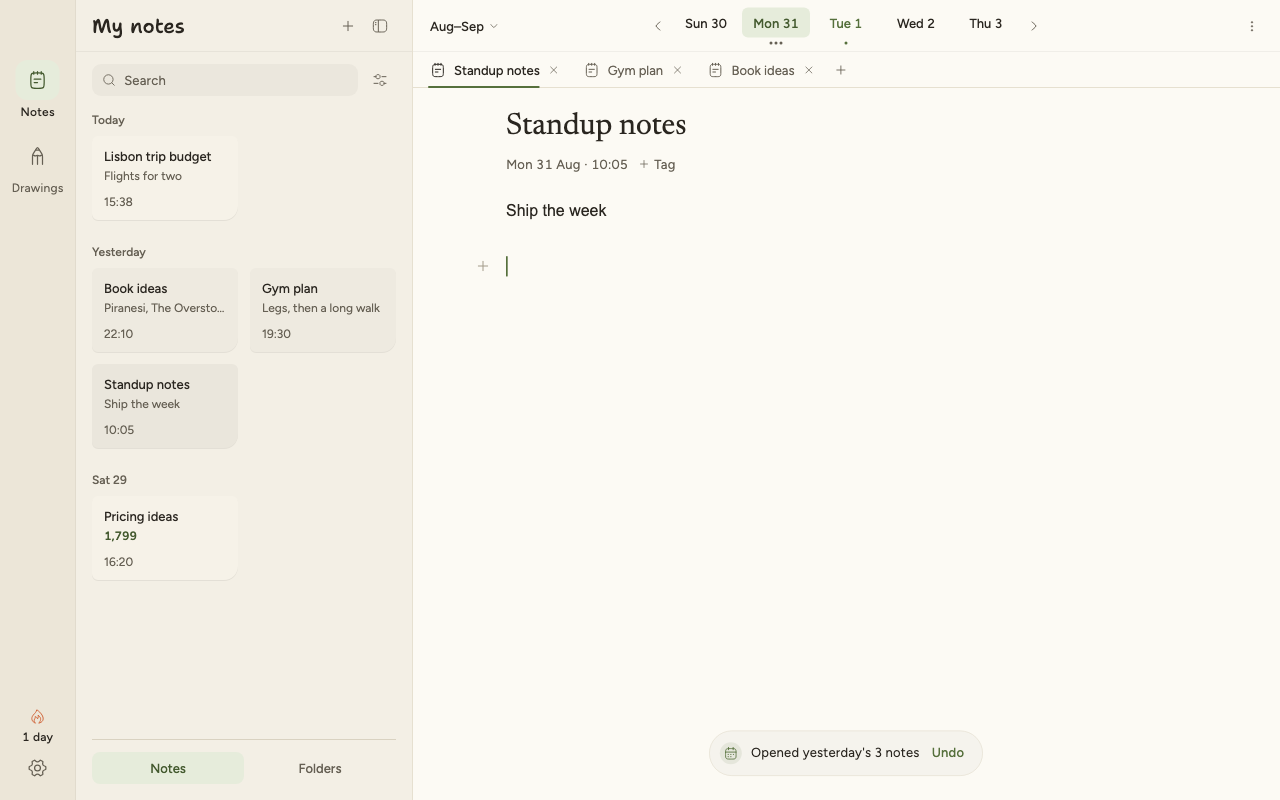 My notes
Search
Notes
Drawings
Today
Lisbon trip budget
Flights for two
15:38
Yesterday
Book ideas
Piranesi, The Oversto...
22:10
Gym plan
Legs, then a long walk
19:30
Standup notes
Ship the week
10:05
Sat 29
Pricing ideas
1,799
16:20
1 day
Notes
Folders
Aug–Sep
Sun 30
Mon 31
Tue 1
Wed 2
Thu 3
Standup notes
Gym plan
Book ideas
Standup notes
Mon 31 Aug · 10:05 + Tag
Ship the week
Opened yesterday's 3 notes Undo